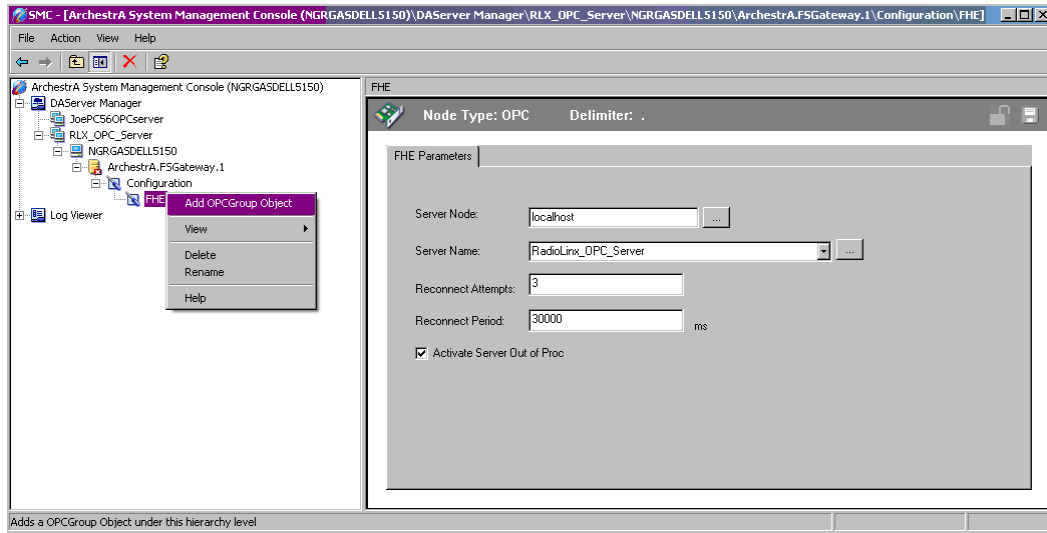 SMC - [ArchestrA System Management Console (NGRGASDELL5150)\DAServer Manager\RLX_OPC_Server\NGRGASDELL5150\ArchestrA.FSGateway.1\Configuration\FHE]
File Action View Help
ArchestrA System Management Console (NGRGASDELL5150)
DAServer Manager
JoePC56OPCserver
RLX_OPC_Server
NGRGASDELL5150
ArchestrA.FSGateway.1
Configuration
FHE
Log Viewer
Add OPCGroup Object
View
Delete
Rename
Help
FHE
Node Type: OPC Delimiter: .
FHE Parameters
Server Node: localhost ...
Server Name: RadioLinx_OPC_Server ...
Reconnect Attempts: 3
Reconnect Period: 30000 ms
Activate Server Out of Proc
Adds a OPCGroup Object under this hierarchy level